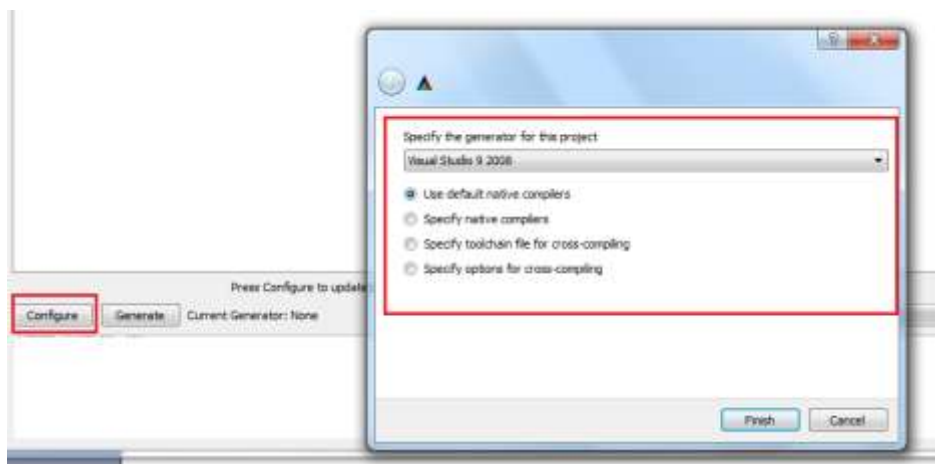 Specify the generator for this project
Visual Studio 9 2008
Use default native compilers
Specify native compilers
Specify toolchain file for cross-compiling
Specify options for cross-compiling
Press Configure to update
Configure
Generate
Current Generator: None
Finish
Cancel